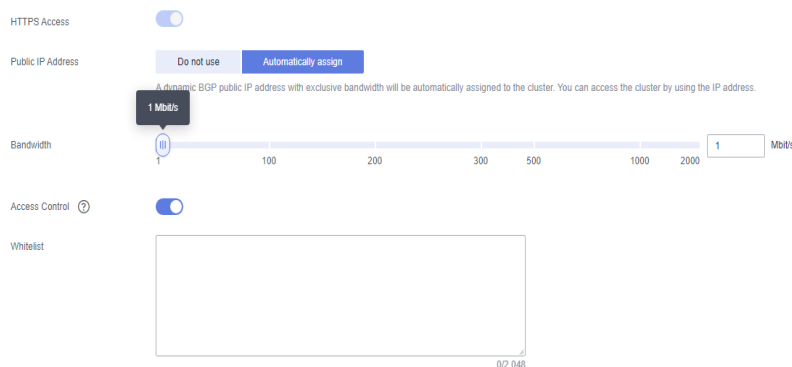 HTTPS Access
Public IP Address
Do not use
Automatically assign
A dynamic BGP public IP address with exclusive bandwidth will be automatically assigned to the cluster. You can access the cluster by using the IP address.
1 Mbit/s
Bandwidth
1
Mbit/s
1 100 200 300 500 1000 2000
Access Control ?
Whitelist
0/2,048